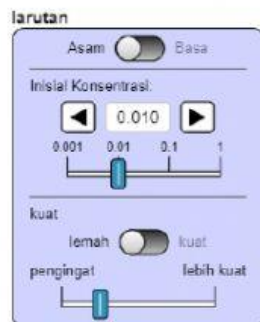 larutan
Asam Basa
Inisial Konsentrasi:
0.010
0.001 0.01 0.1 1
kuat
lemah kuat
pengingat lebih kuat